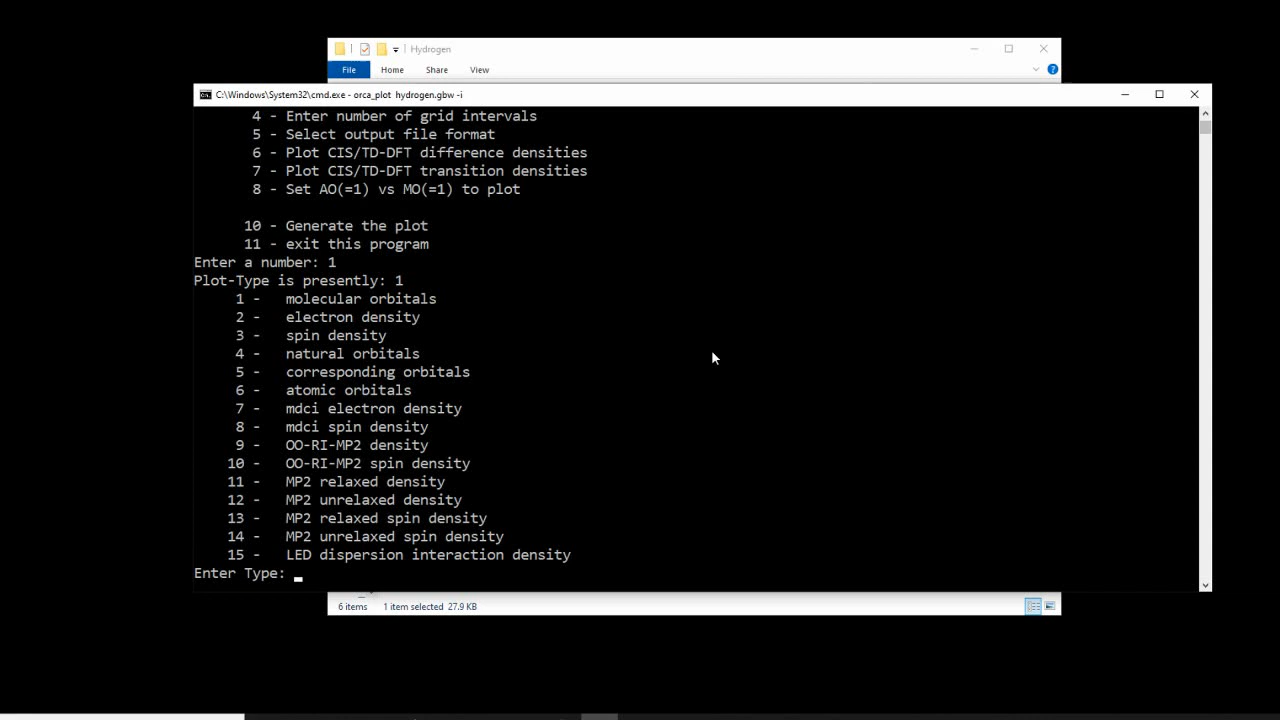 Hydrogen
File Home Share View
C:\Windows\System32\cmd.exe - orca_plot hydrogen.gbw -i
4 - Enter number of grid intervals
5 - Select output file format
6 - Plot CIS/TD-DFT difference densities
7 - Plot CIS/TD-DFT transition densities
8 - Set AO(=1) vs MO(=1) to plot
10 - Generate the plot
11 - exit this program
Enter a number: 1
Plot-Type is presently: 1
1 - molecular orbitals
2 - electron density
3 - spin density
4 - natural orbitals
5 - corresponding orbitals
6 - atomic orbitals
7 - mdci electron density
8 - mdci spin density
9 - OO-RI-MP2 density
10 - OO-RI-MP2 spin density
11 - MP2 relaxed density
12 - MP2 unrelaxed density
13 - MP2 relaxed spin density
14 - MP2 unrelaxed spin density
15 - LED dispersion interaction density
Enter Type:
6 items 1 item selected 27.9 KB